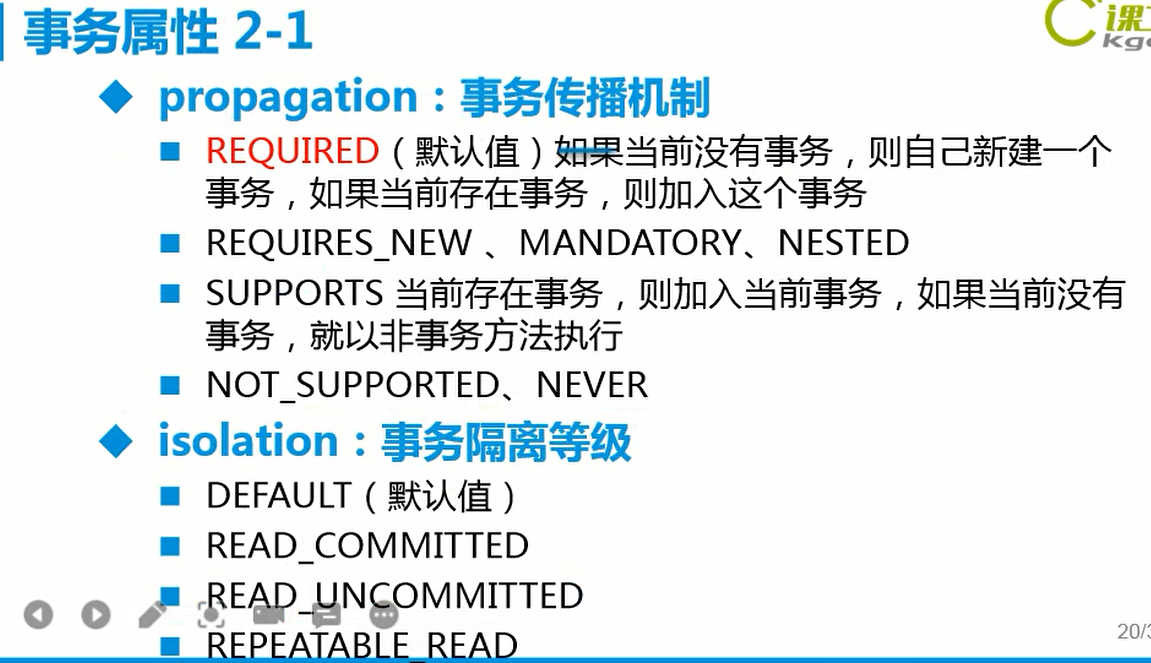 事务属性 2-1
课
kg
propagation：事务传播机制
REQUIRED（默认值）如果当前没有事务，则自己新建一个
事务，如果当前存在事务，则加入这个事务
REQUIRES_NEW 、MANDATORY、NESTED
SUPPORTS 当前存在事务，则加入当前事务，如果当前没有
事务，就以非事务方法执行
NOT_SUPPORTED、NEVER
isolation：事务隔离等级
DEFAULT（默认值）
READ_COMMITTED
READ_UNCOMMITTED
REPEATABLE_READ
20/